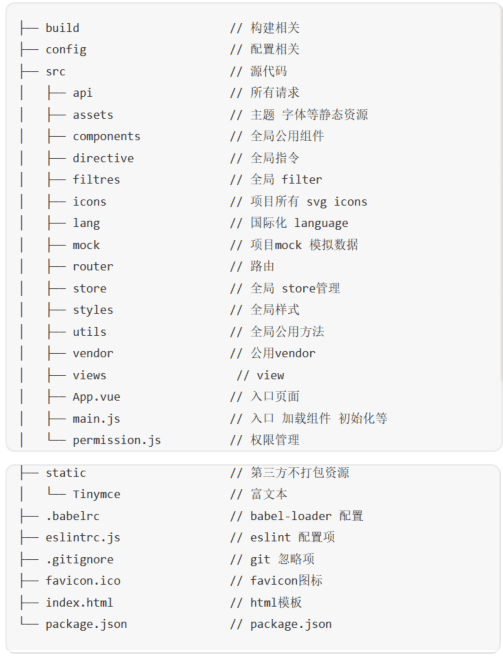 ├── build                      // 构建相关
├── config                     // 配置相关
├── src                        // 源代码
│   ├── api                    // 所有请求
│   ├── assets                 // 主题 字体等静态资源
│   ├── components             // 全局公用组件
│   ├── directive              // 全局指令
│   ├── filtres                // 全局 filter
│   ├── icons                  // 项目所有 svg icons
│   ├── lang                   // 国际化 language
│   ├── mock                   // 项目mock 模拟数据
│   ├── router                 // 路由
│   ├── store                  // 全局 store管理
│   ├── styles                 // 全局样式
│   ├── utils                  // 全局公用方法
│   ├── vendor                 // 公用vendor
│   ├── views                   // view
│   ├── App.vue                // 入口页面
│   ├── main.js                // 入口 加载组件 初始化等
│   └── permission.js          // 权限管理
├── static                     // 第三方不打包资源
│   └── Tinymce                // 富文本
├── .babelrc                   // babel-loader 配置
├── eslintrc.js                // eslint 配置项
├── .gitignore                 // git 忽略项
├── favicon.ico                // favicon图标
├── index.html                 // html模板
└── package.json               // package.json